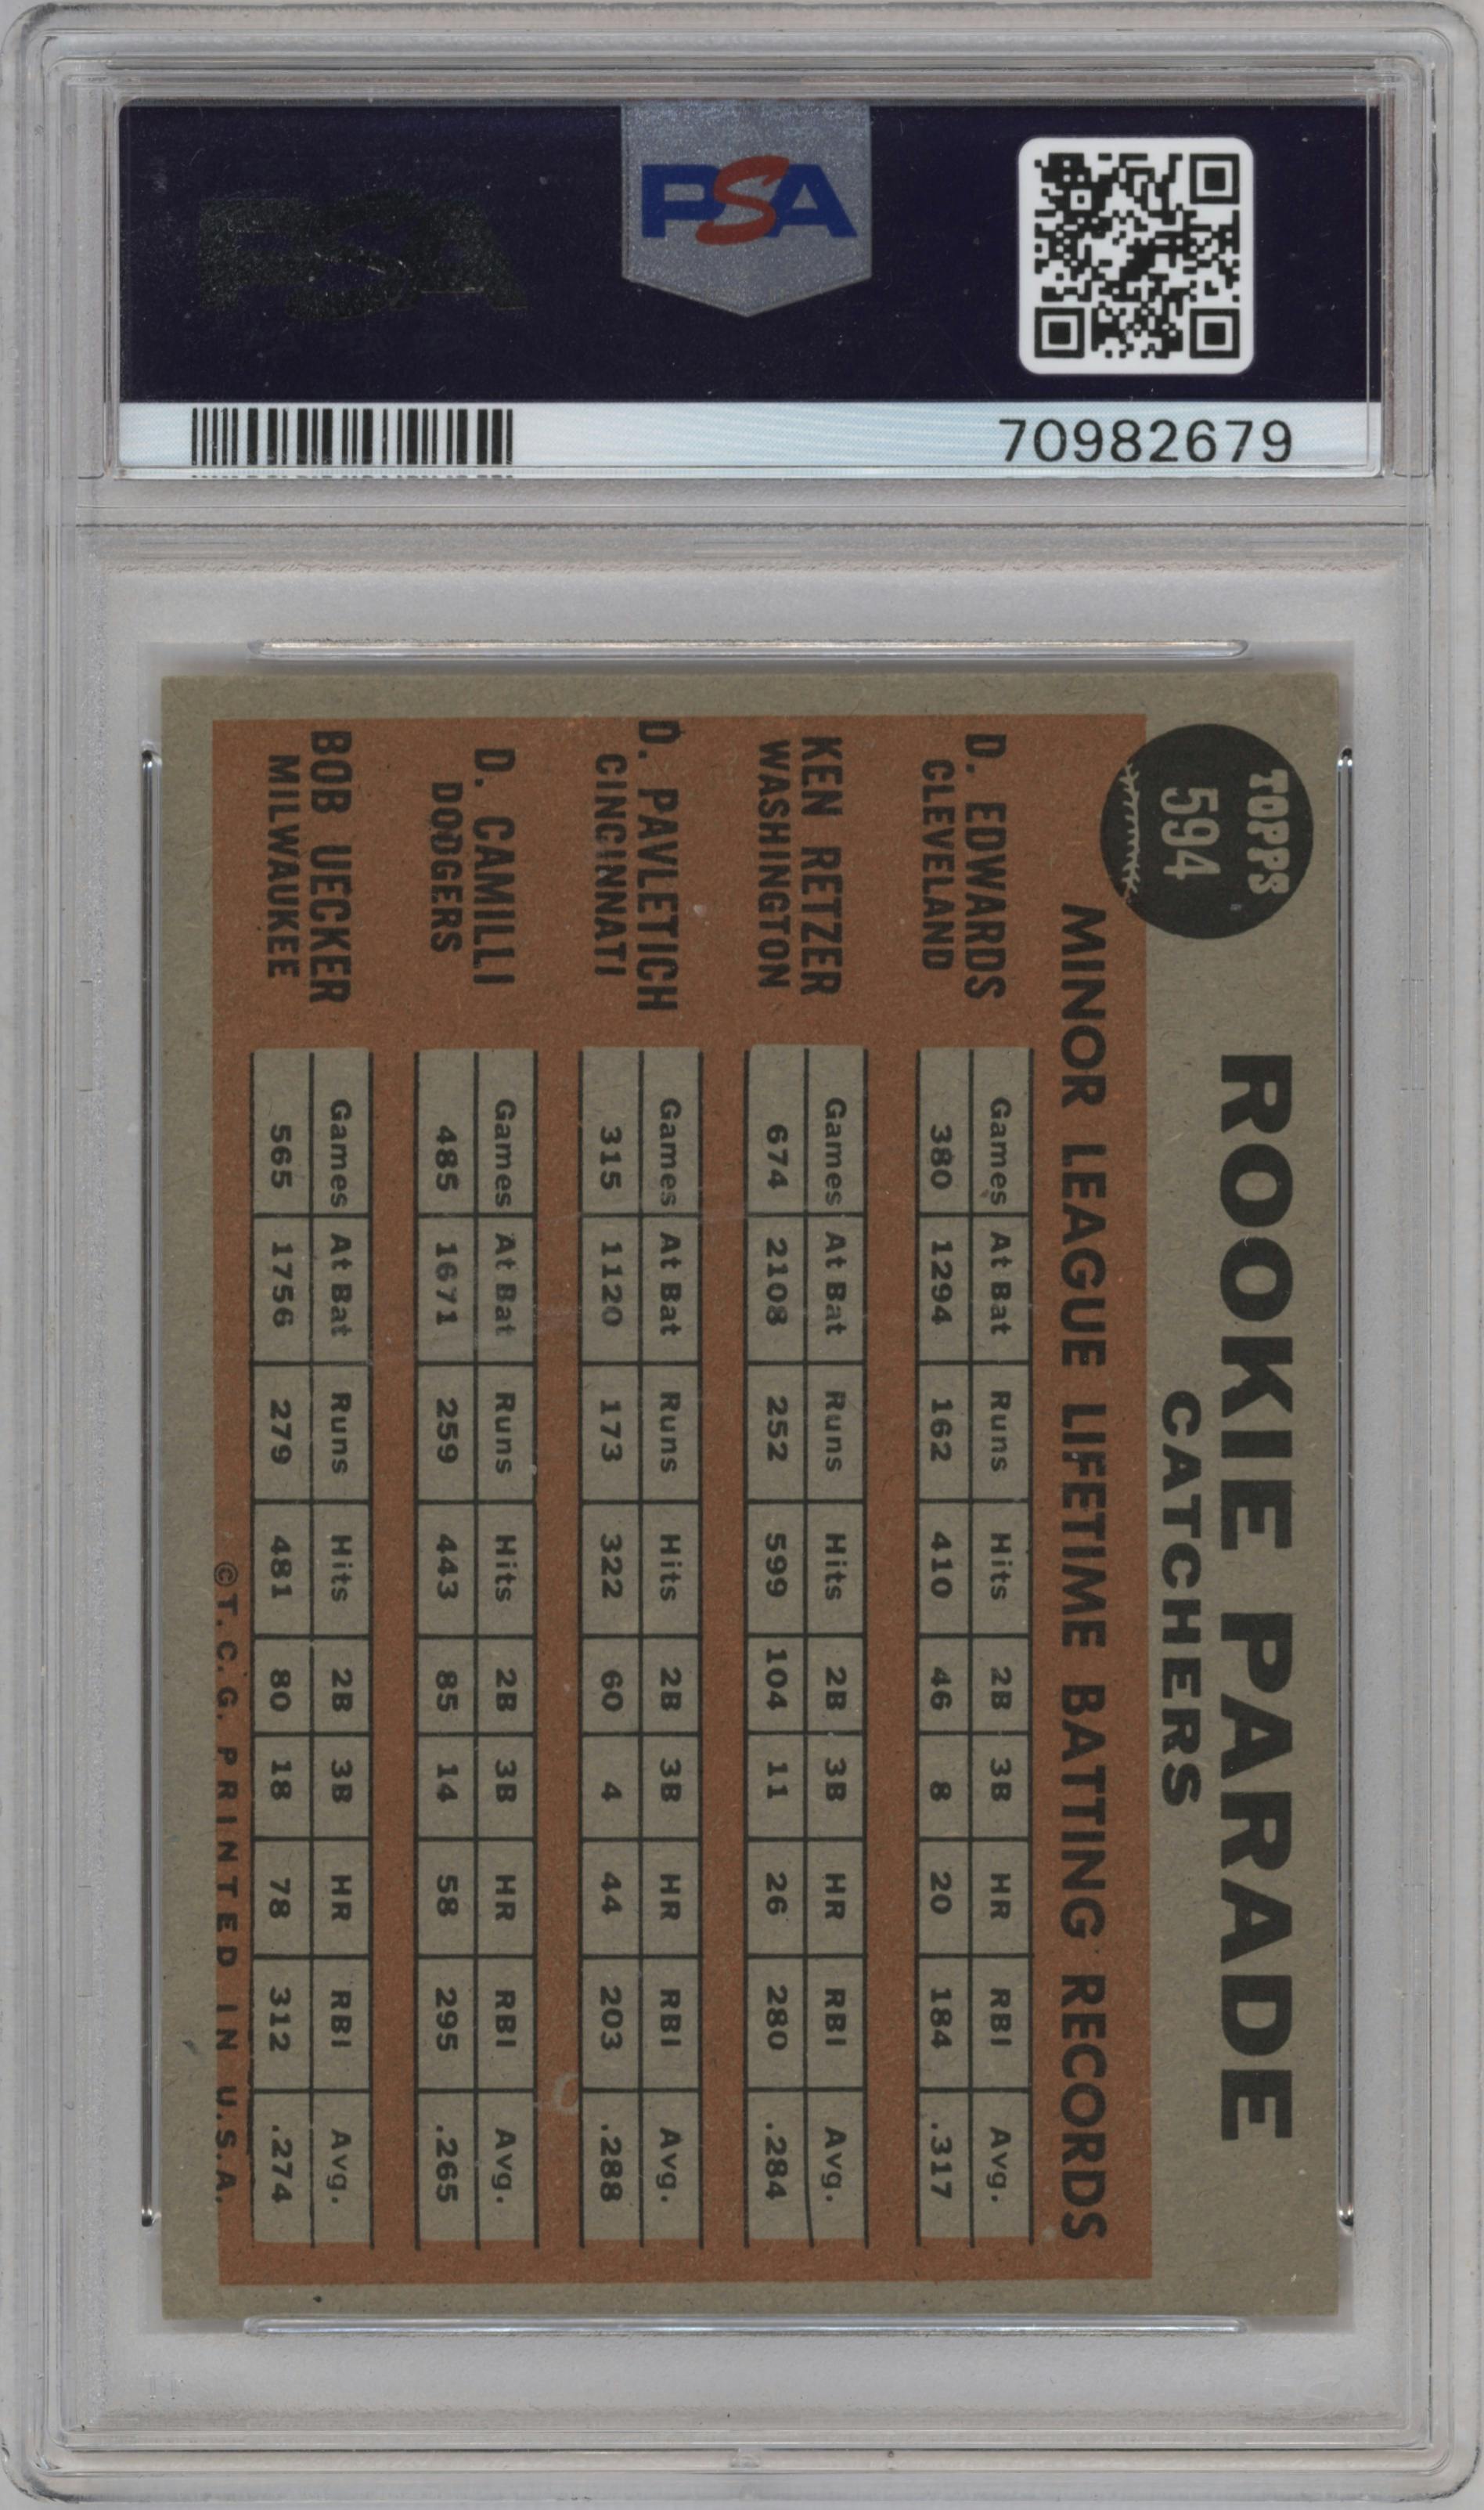 PSA
PSA
70982679
TOPPS
594
ROOKIE PARADE
CATCHERS
MINOR LEAGUE LIFETIME BATTING RECORDS
D. EDWARDS
CLEVELAND
Games At Bat Runs Hits 2B 3B HR RBI Avg.
380 1294 162 410 46 8 20 184 .317
KEN RETZER
WASHINGTON
Games At Bat Runs Hits 2B 3B HR RBI Avg.
674 2108 252 599 104 11 26 280 .284
D. PAVLETICH
CINCINNATI
Games At Bat Runs Hits 2B 3B HR RBI Avg.
315 1120 173 322 60 4 44 203 .288
D. CAMILLI
DODGERS
Games At Bat Runs Hits 2B 3B HR RBI Avg.
485 1671 259 443 85 14 58 295 .265
BOB UECKER
MILWAUKEE
Games At Bat Runs Hits 2B 3B HR RBI Avg.
565 1756 279 481 80 18 78 312 .274
© T. C. G. PRINTED IN U.S.A.